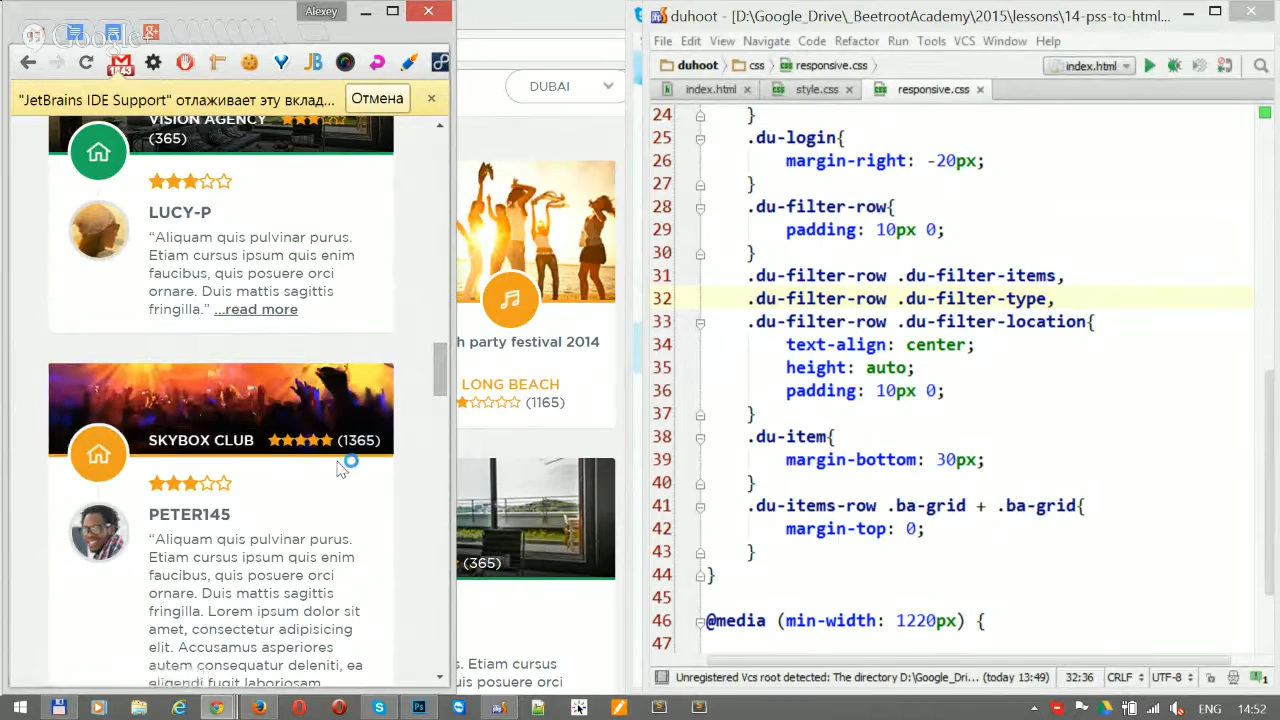 Alexey
Google+
1843
JB
"JetBrains IDE Support" отлаживает эту вклад...
Отмена
VISION AGENCY
(365)
LUCY-P
“Aliquam quis pulvinar purus.
Etiam cursus ipsum quis enim
faucibus, quis posuere orci
ornare. Duis mattis sagittis
fringilla.” ...read more
SKYBOX CLUB (1365)
PETER145
“Aliquam quis pulvinar purus.
Etiam cursus ipsum quis enim
faucibus, quis posuere orci
ornare. Duis mattis sagittis
fringilla. Lorem ipsum dolor sit
amet, consectetur adipisicing
elit. Accusamus asperiores
autem consequatur deleniti, ea
eligendi fugit laboriosam
DUBAI
h party festival 2014
LONG BEACH
(1165)
(365)
. Etiam cursus
ipsum quis
duhoot - [D:\Google_Drive\_BeetrootAcademy\2015\lessons\14-pss-to-html...
File Edit View Navigate Code Refactor Run Tools VCS Window Help
duhoot css responsive.css index.html
index.html style.css responsive.css
24 }
25 .du-login{
26 margin-right: -20px;
27 }
28 .du-filter-row{
29 padding: 10px 0;
30 }
31 .du-filter-row .du-filter-items,
32 .du-filter-row .du-filter-type,
33 .du-filter-row .du-filter-location{
34 text-align: center;
35 height: auto;
36 padding: 10px 0;
37 }
38 .du-item{
39 margin-bottom: 30px;
40 }
41 .du-items-row .ba-grid + .ba-grid{
42 margin-top: 0;
43 }
44 }
45
46 @media (min-width: 1220px) {
47
Unregistered Vcs root detected: The directory D:\Google_Dri... (today 13:49) 32:36 CRLF UTF-8
ENG 14:52